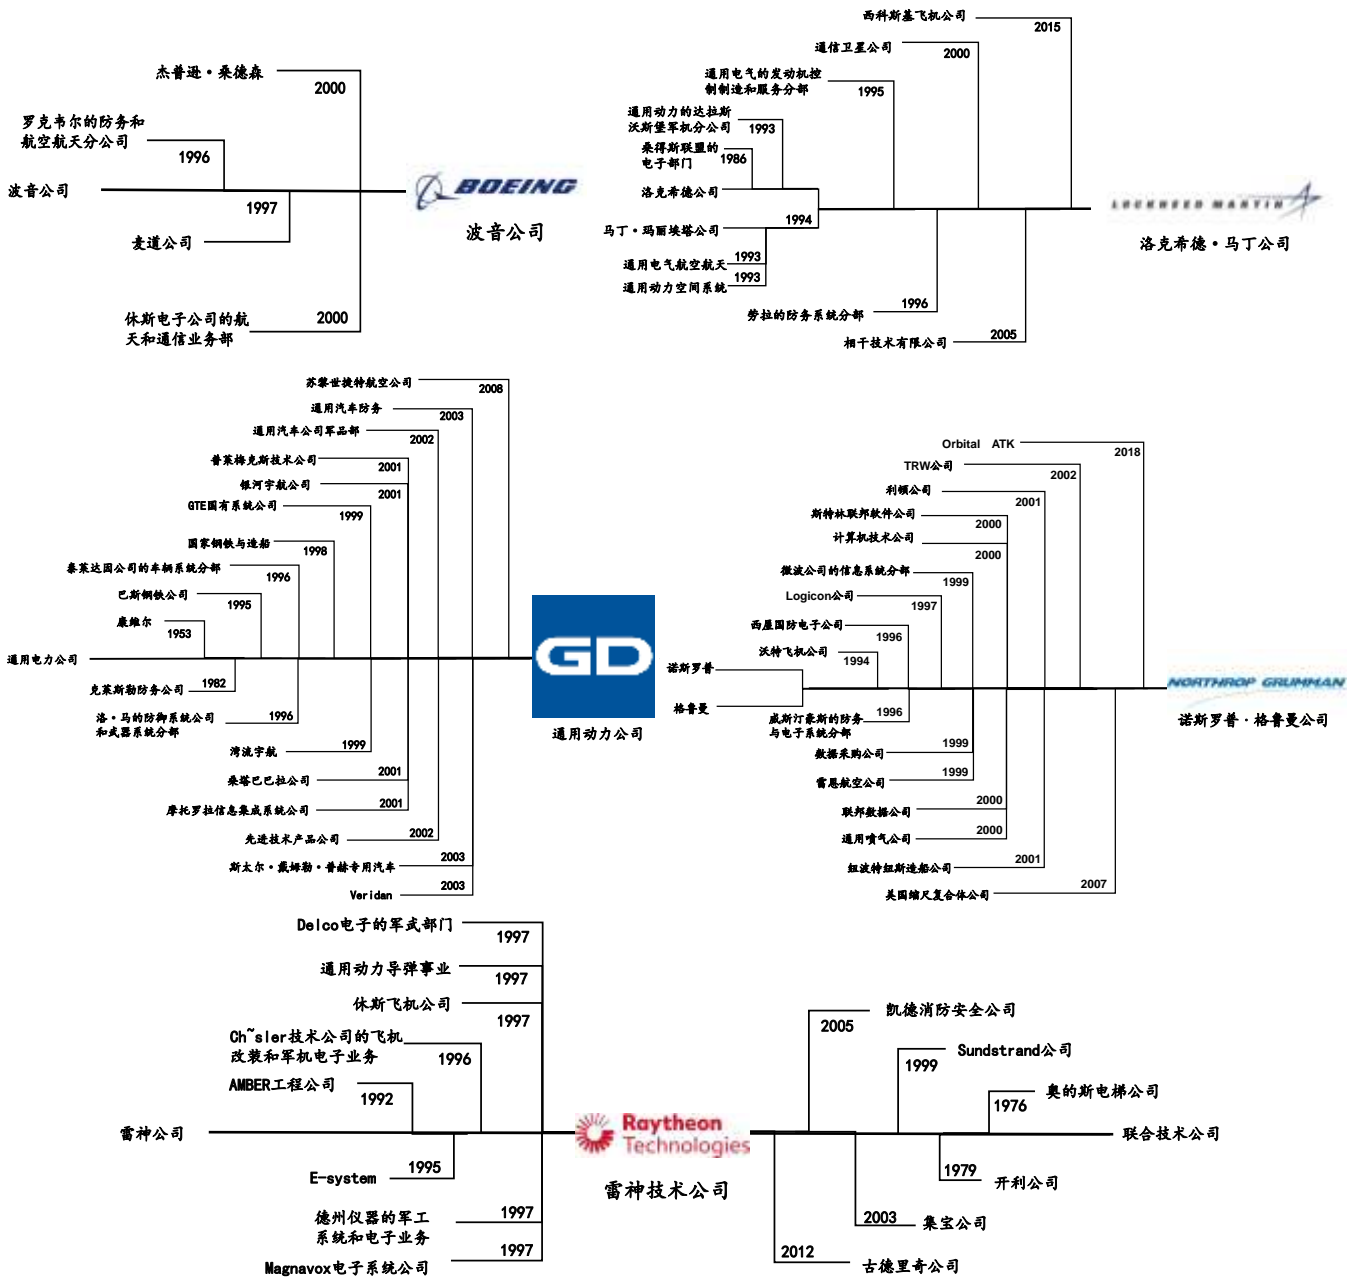 杰普逊·桑德森
2000
罗克韦尔的防务和
航空航天分公司
1996
波音公司
1997
麦道公司
休斯电子公司的航
天和通信业务部
2000
BOEING
波音公司
西科斯基飞机公司
2015
通信卫星公司
2000
通用电气的发动机控
制制造和服务分部
1995
通用动力的达拉斯
沃斯堡军机分公司
1993
桑得斯联盟的
电子部门
1986
洛克希德公司
1994
马丁·玛丽埃塔公司
1993
通用电气航空航天
1993
通用动力空间系统
1996
劳拉的防务系统分部
2005
相干技术有限公司
LOCKHEED MARTIN
洛克希德·马丁公司
苏黎世捷特航空公司
2008
通用汽车防务
2003
通用汽车公司军品部
2002
普莱梅克斯技术公司
2001
银河宇航公司
2001
GTE国有系统公司
1999
国家钢铁与造船
1998
泰莱达因公司的车辆系统分部
1996
巴斯钢铁公司
1995
康维尔
1953
通用电力公司
克莱斯勒防务公司
1982
洛·马的防御系统公司
和武器系统分部
1996
湾流宇航
1999
桑塔巴巴拉公司
2001
摩托罗拉信息集成系统公司
2001
先进技术产品公司
2002
斯太尔·戴姆勒·普赫专用汽车
2003
Veridan
2003
GD
通用动力公司
Orbital ATK
2018
TRW公司
2002
利顿公司
2001
斯特林联邦软件公司
2000
计算机技术公司
2000
微波公司的信息系统分部
1999
Logicon公司
1997
西屋国防电子公司
1996
沃特飞机公司
1994
诺斯罗普
格鲁曼
威斯汀豪斯的防务
与电子系统分部
1996
数据采购公司
1999
雷恩航空公司
1999
联邦数据公司
2000
通用喷气公司
2000
纽波特纽斯造船公司
2001
美国缩尺复合体公司
2007
NORTHROP GRUMMAN
诺斯罗普·格鲁曼公司
Delco电子的军武部门
1997
通用动力导弹事业
1997
休斯飞机公司
1997
Ch~sler技术公司的飞机
改装和军机电子业务
1996
AMBER工程公司
1992
雷神公司
E-system
1995
德州仪器的军工
系统和电子业务
1997
Magnavox电子系统公司
1997
Raytheon
Technologies
雷神技术公司
凯德消防安全公司
2005
Sundstrand公司
1999
奥的斯电梯公司
1976
联合技术公司
1979
开利公司
2003
集宝公司
2012
古德里奇公司